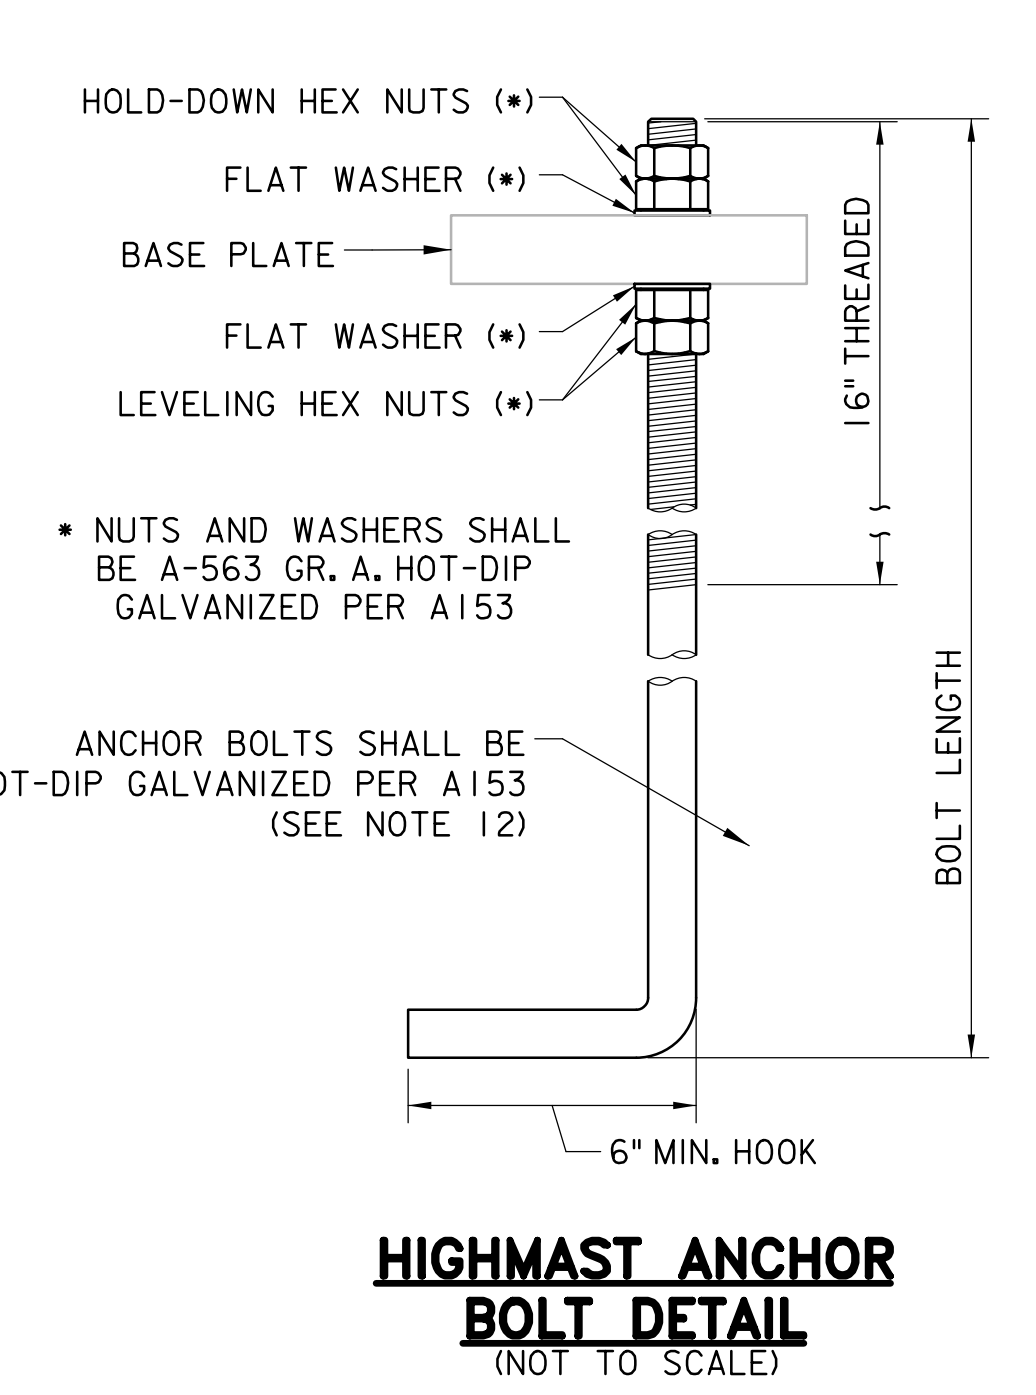 HOLD-DOWN HEX NUTS (*)
FLAT WASHER (*)
BASE PLATE
FLAT WASHER (*)
LEVELING HEX NUTS (*)
16" THREADED
* NUTS AND WASHERS SHALL
BE A-563 GR. A. HOT-DIP
GALVANIZED PER A153
ANCHOR BOLTS SHALL BE
OT-DIP GALVANIZED PER A153
(SEE NOTE 12)
BOLT LENGTH
6" MIN. HOOK
HIGHMAST ANCHOR
BOLT DETAIL
(NOT TO SCALE)